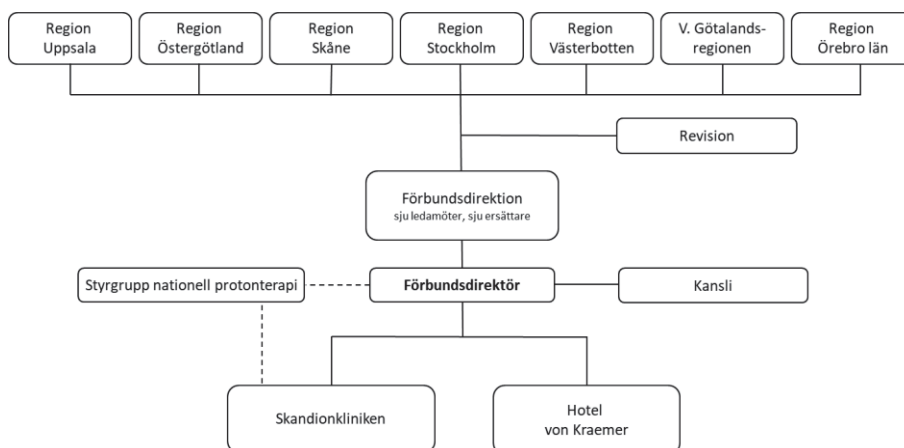 Region
Uppsala
Region
Östergötland
Region
Skåne
Region
Stockholm
Region
Västerbotten
V. Götalands-
regionen
Region
Örebro län
Revision
Förbundsdirektion
sju ledamöter, sju ersättare
Styrgrupp nationell protonterapi
Förbundsdirektör
Kansli
Skandionkliniken
Hotel
von Kraemer